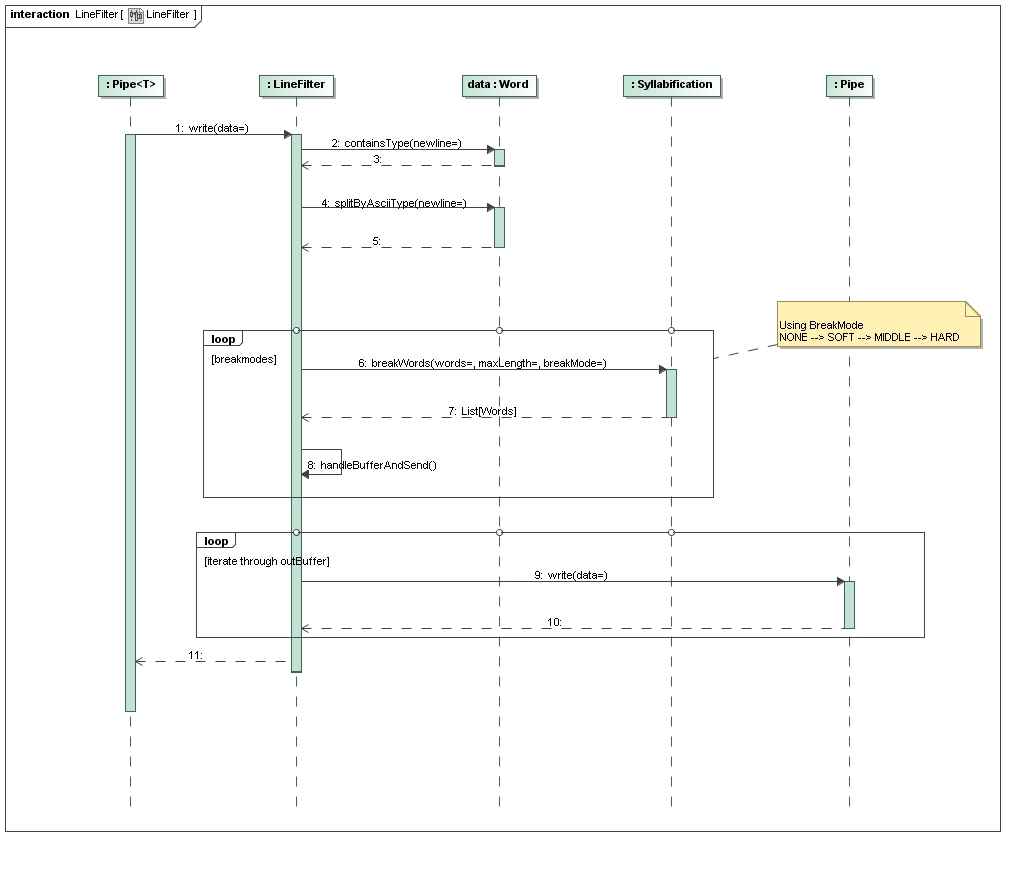 interaction LineFilter [ LineFilter ]
: Pipe<T>
: LineFilter
data : Word
: Syllabification
: Pipe
1: write(data=)
2: containsType(newline=)
3:
4: splitByAsciiType(newline=)
5:
Using BreakMode
NONE --> SOFT --> MIDDLE --> HARD
loop
[breakmodes]
6: breakWords(words=, maxLength=, breakMode=)
7: List[Words]
8: handleBufferAndSend()
loop
[iterate through outBuffer]
9: write(data=)
10:
11: